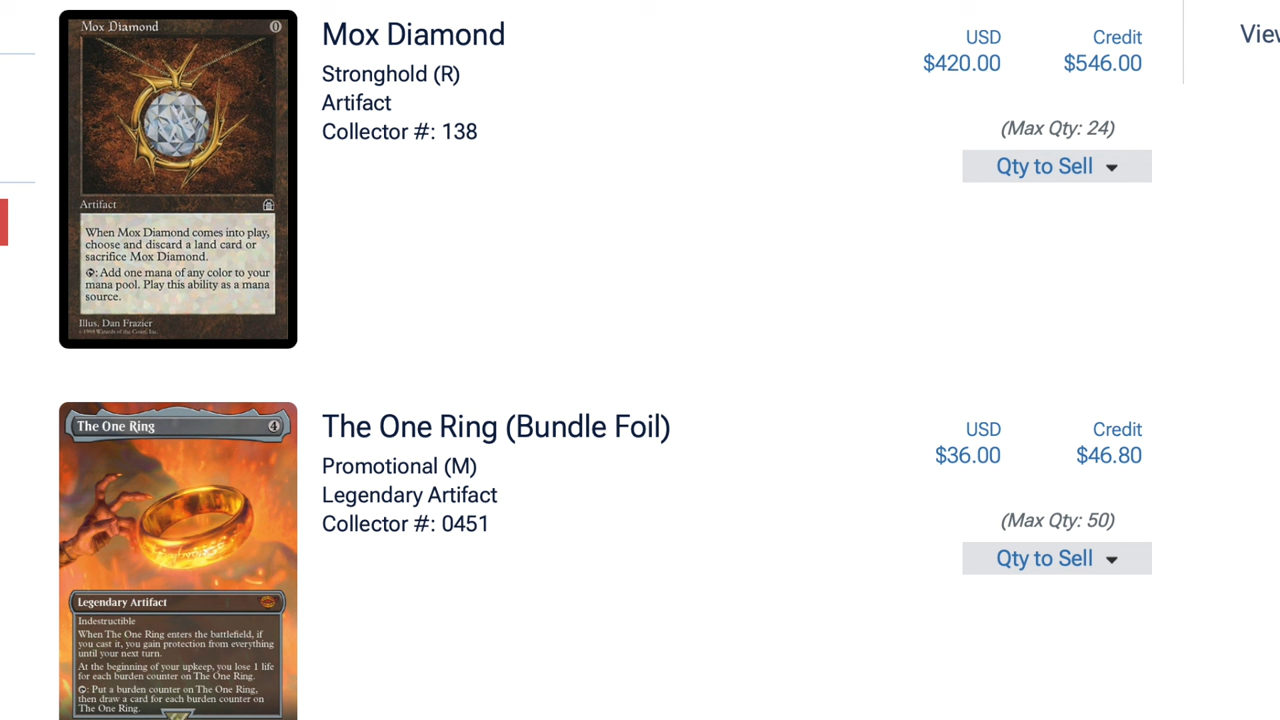 Mox Diamond
0
Artifact
When Mox Diamond comes into play,
choose and discard a land card or
sacrifice Mox Diamond.
: Add one mana of any color to your
mana pool. Play this ability as a mana
source.
Illus. Dan Frazier
Mox Diamond
Stronghold (R)
Artifact
Collector #: 138
USD
$420.00
Credit
$546.00
(Max Qty: 24)
Qty to Sell
The One Ring
4
Legendary Artifact
Indestructible
When The One Ring enters the battlefield, if
you cast it, you gain protection from everything
until your next turn.
At the beginning of your upkeep, you lose 1 life
for each burden counter on The One Ring.
: Put a burden counter on The One Ring,
then draw a card for each burden counter on
The One Ring.
The One Ring (Bundle Foil)
Promotional (M)
Legendary Artifact
Collector #: 0451
USD
$36.00
Credit
$46.80
(Max Qty: 50)
Qty to Sell